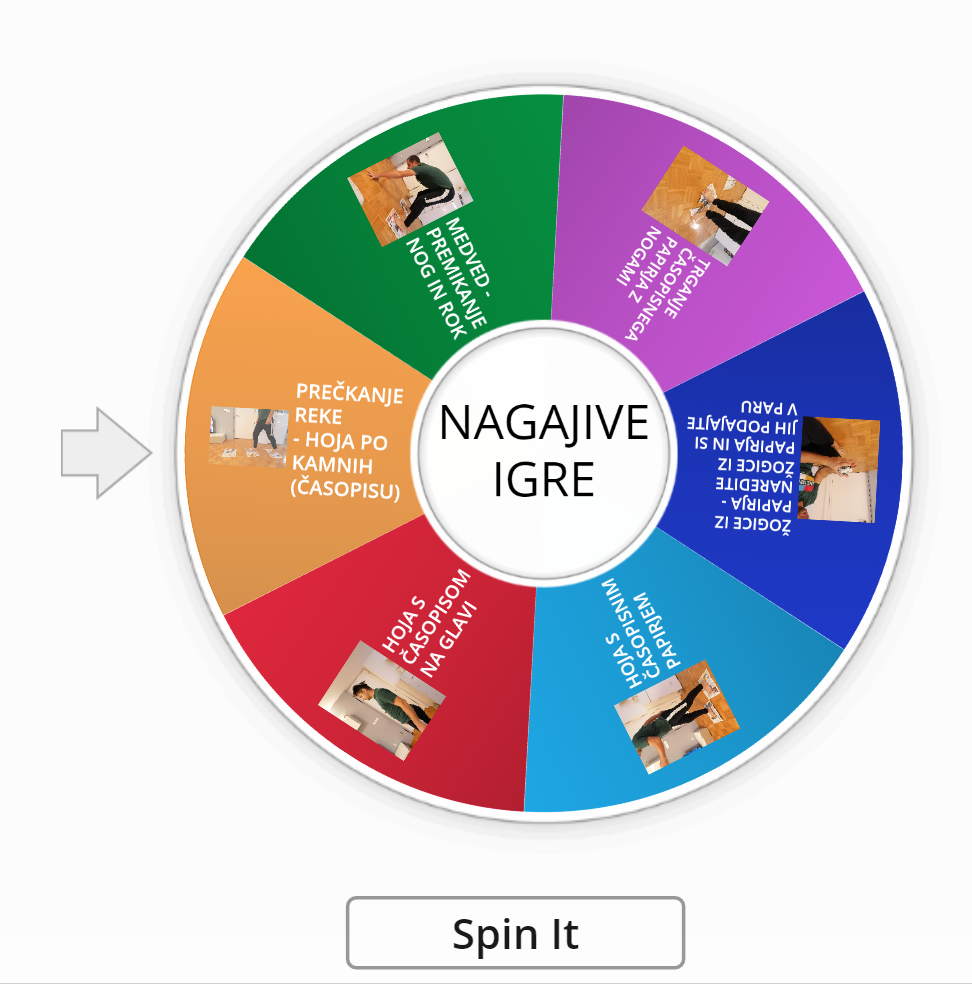 MEDVED -
PREMIKANJE
NOG IN ROK
TRGANJE
ČASOPISNEGA
PAPIRJA Z
NOGAMI
PREČKANJE
REKE
- HOJA PO
KAMNIH
(ČASOPISU)
NAGAJIVE
IGRE
ŽOGICE IZ
PAPIRJA -
NAREDITE
ŽOGICE IZ
PAPIRJA IN SI
JIH PODAJAJTE
V PARU
HOJA S
ČASOPISOM
NA GLAVI
HOJA S
ČASOPISNIM
PAPIRJEM
Spin It